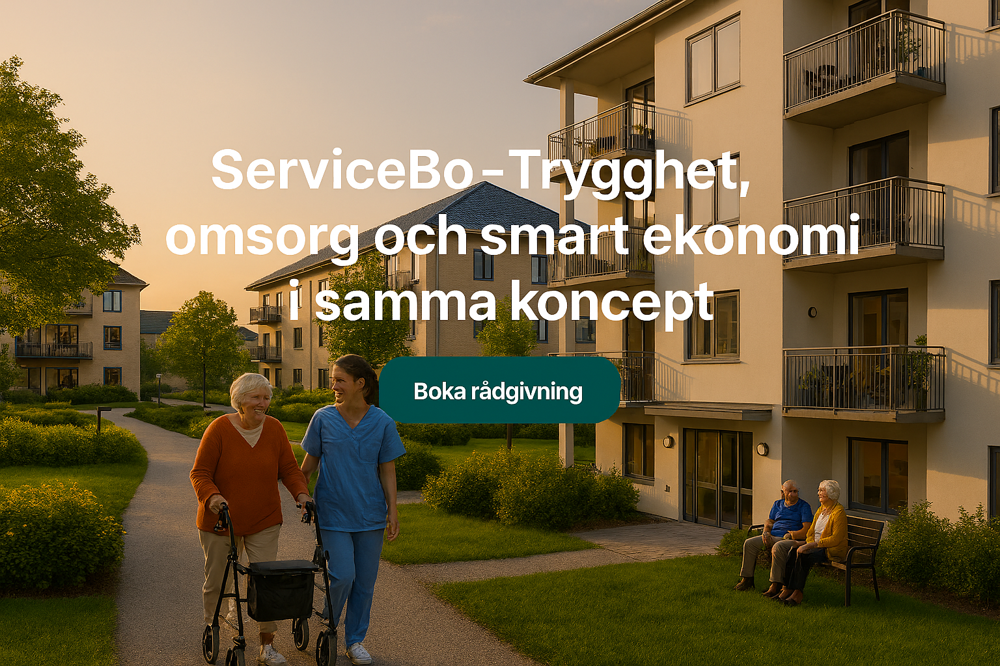 ServiceBo - Trygghet,
omsorg och smart ekonomi
i samma koncept
Boka rådgivning